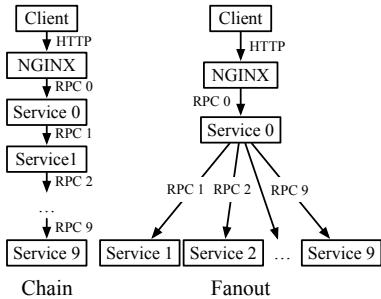 Client
HTTP
NGINX
RPC 0
Service 0
RPC 1
Service1
RPC 2
...
RPC 9
Service 9
Chain
Client
HTTP
NGINX
RPC 0
Service 0
RPC 1
RPC 2
RPC 9
Service 1
Service 2
...
Service 9
Fanout